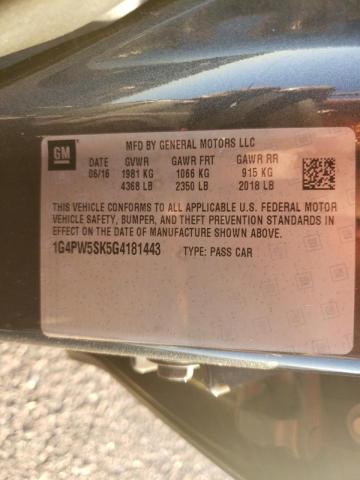 GM
MFD BY GENERAL MOTORS LLC
DATE GVWR GAWR FRT GAWR RR
06/16 1981 KG 1066 KG 915 KG
4368 LB 2350 LB 2018 LB
THIS VEHICLE CONFORMS TO ALL APPLICABLE U.S. FEDERAL MOTOR
VEHICLE SAFETY, BUMPER, AND THEFT PREVENTION STANDARDS IN
EFFECT ON THE DATE OF MANUFACTURE SHOWN ABOVE.
1G4PW5SK5G4181443 TYPE: PASS CAR